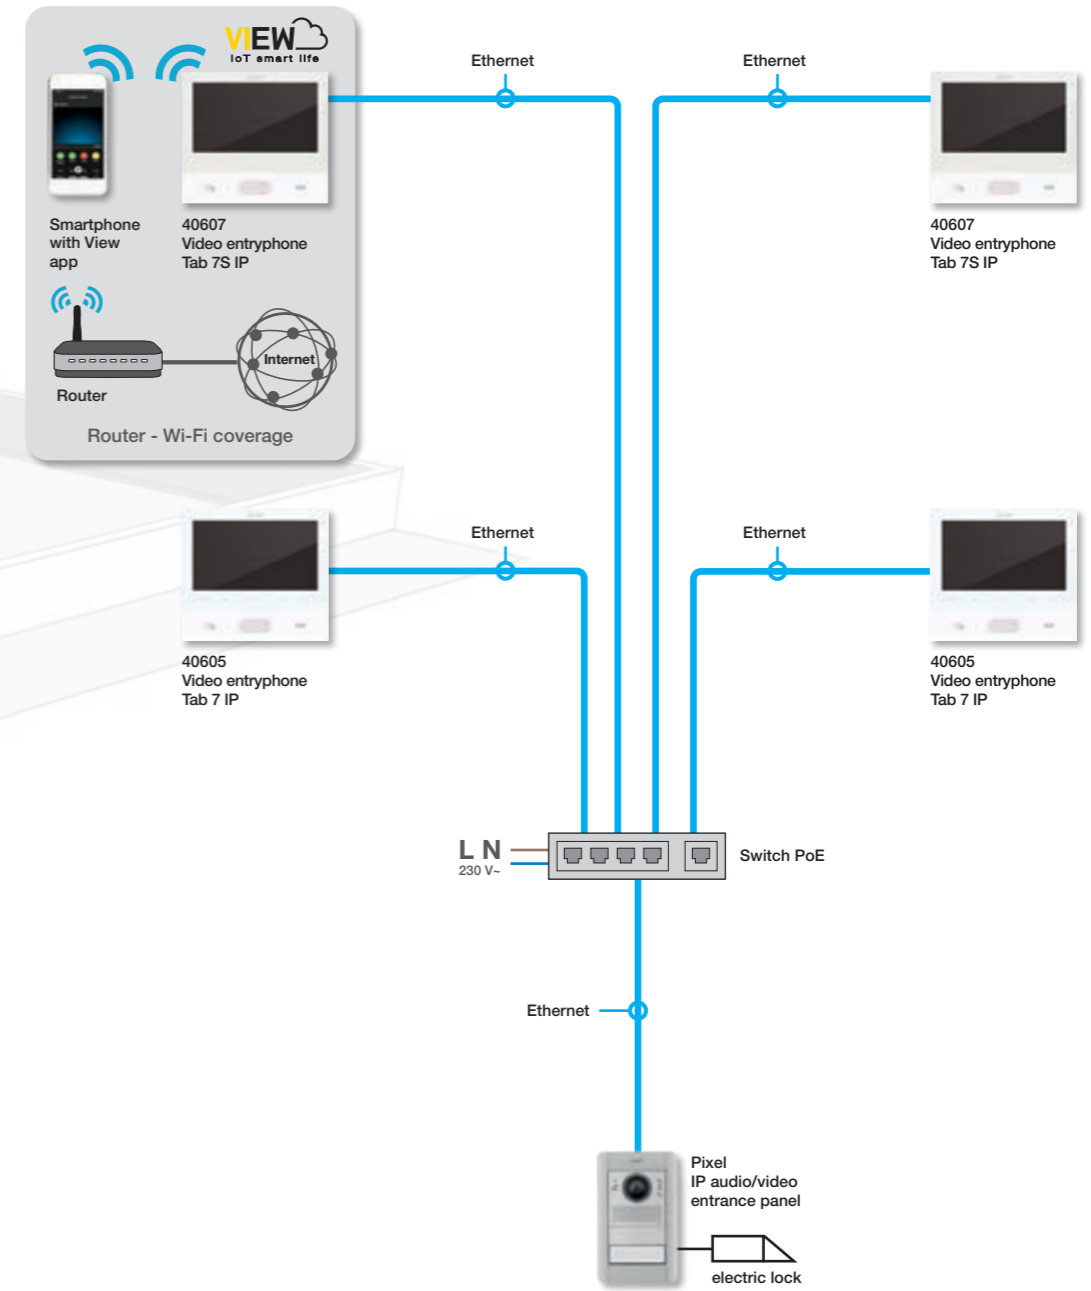 VIEW
IoT smart life
Ethernet
Ethernet
Smartphone
with View
app
40607
Video entryphone
Tab 7S IP
40607
Video entryphone
Tab 7S IP
Internet
Router
Router - Wi-Fi coverage
Ethernet
Ethernet
40605
Video entryphone
Tab 7 IP
40605
Video entryphone
Tab 7 IP
L N
230 V~
Switch PoE
Ethernet
Pixel
IP audio/video
entrance panel
electric lock